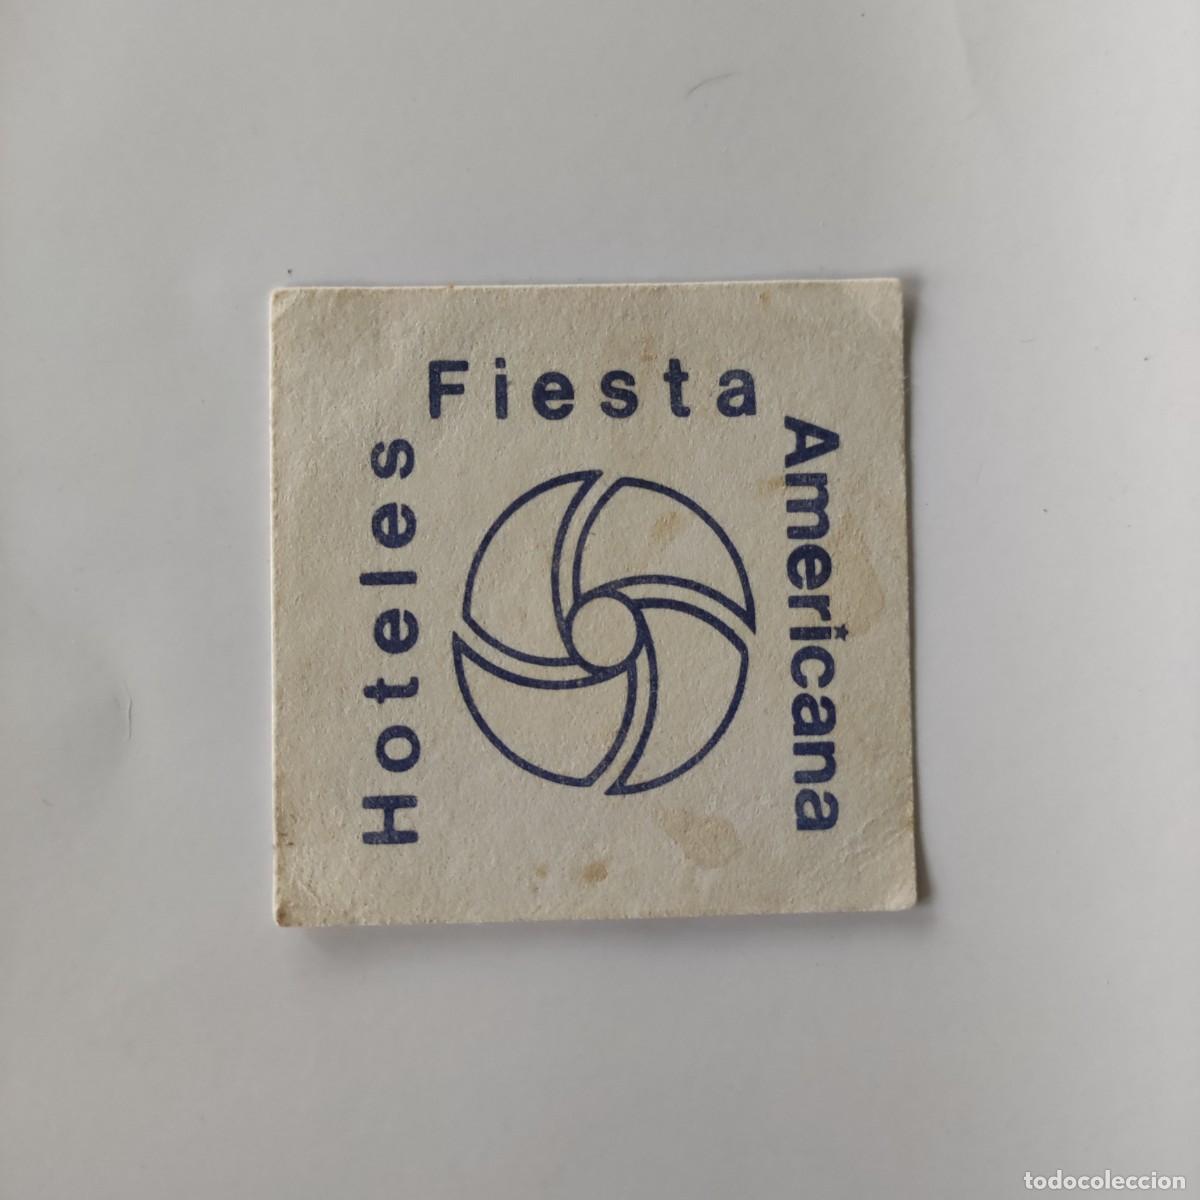 Hoteles
Fiesta
Americana
todocoleccion